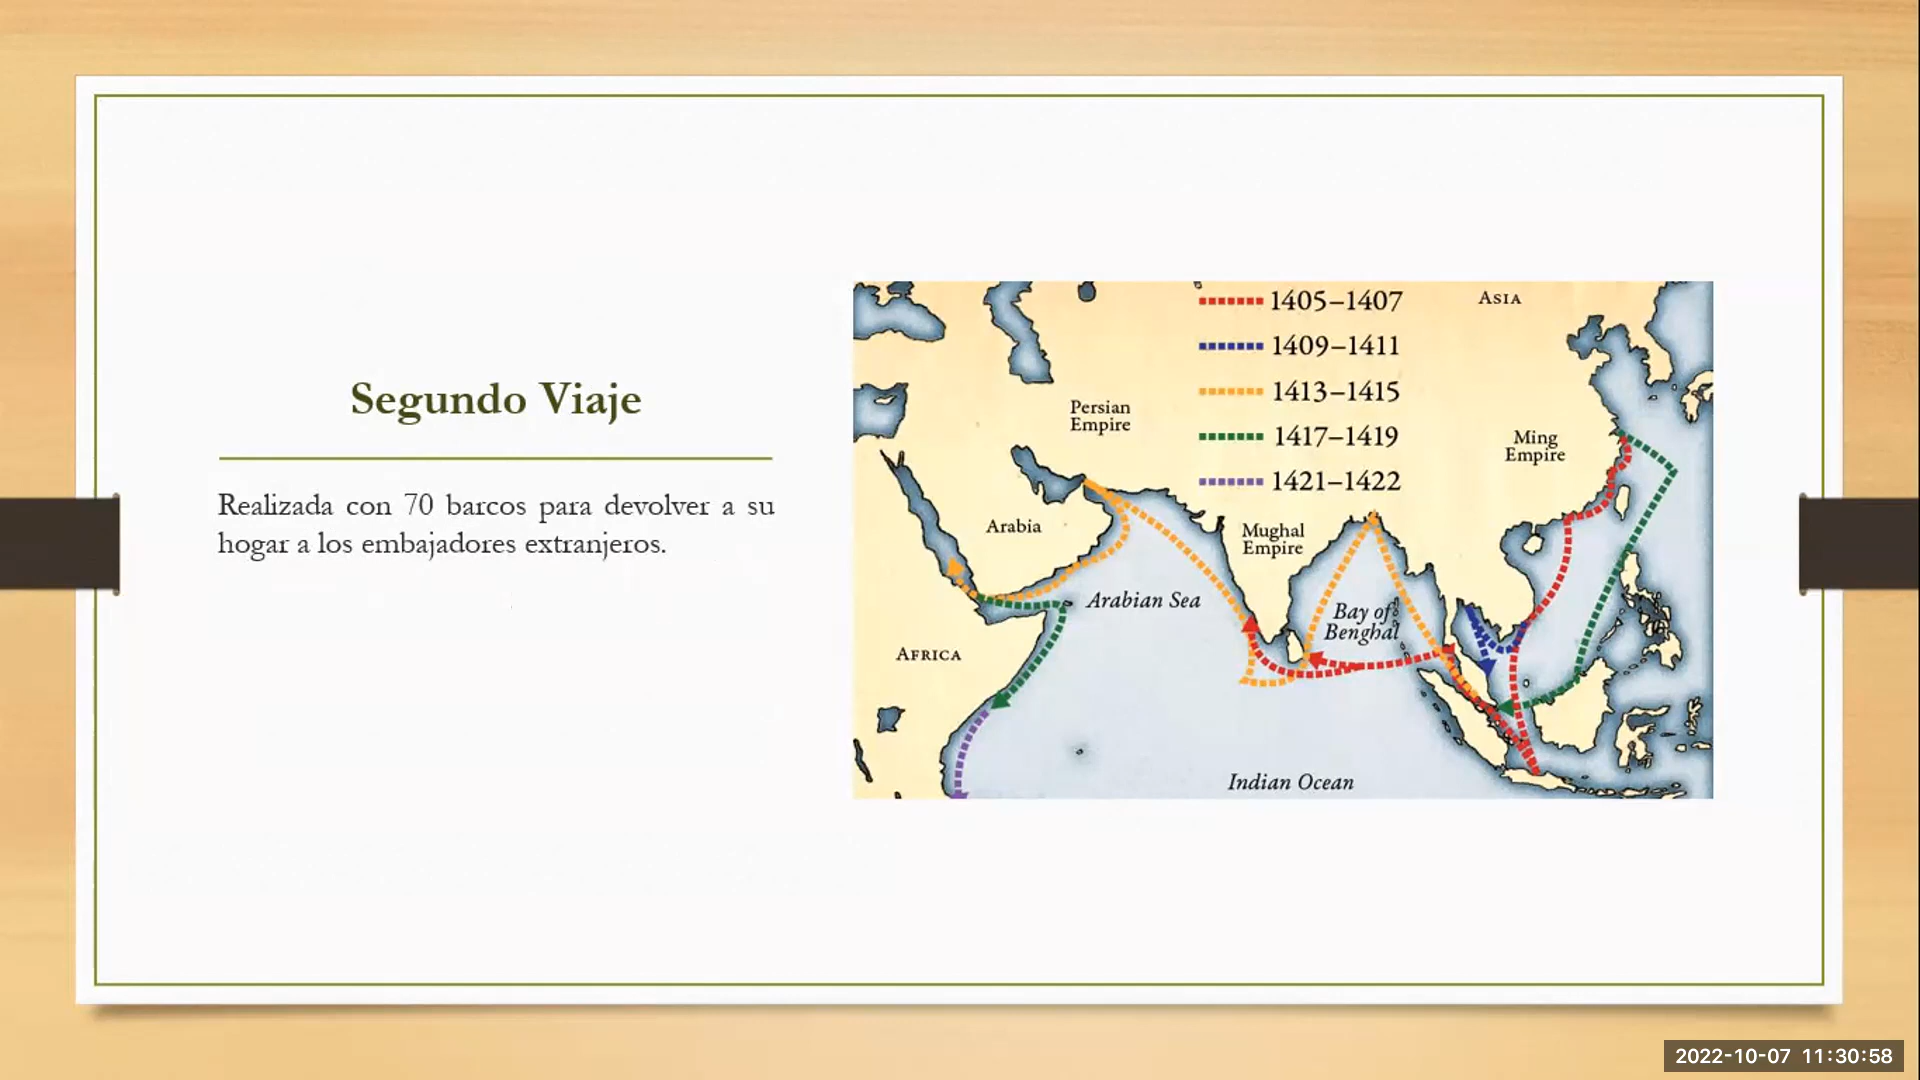 Segundo Viaje
Realizada con 70 barcos para devolver a su
hogar a los embajadores extranjeros.
1405–1407
1409–1411
1413–1415
1417–1419
1421–1422
ASIA
Persian
Empire
Ming
Empire
Arabia
Mughal
Empire
Arabian Sea
Bay of
Benghal
AFRICA
Indian Ocean
2022-10-07 11:30:58